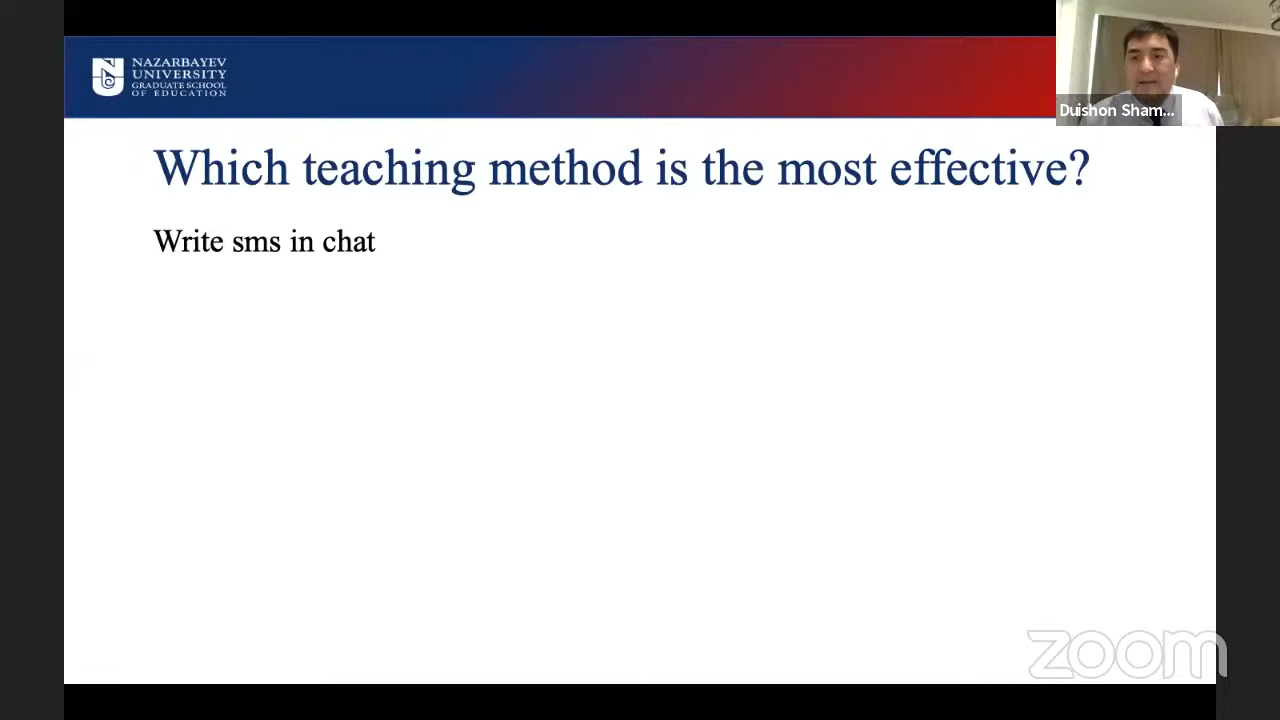 NAZARBAYEV
UNIVERSITY
GRADUATE SCHOOL
OF EDUCATION
Duishon Sham...
Which teaching method is the most effective?
Write sms in chat
zoom